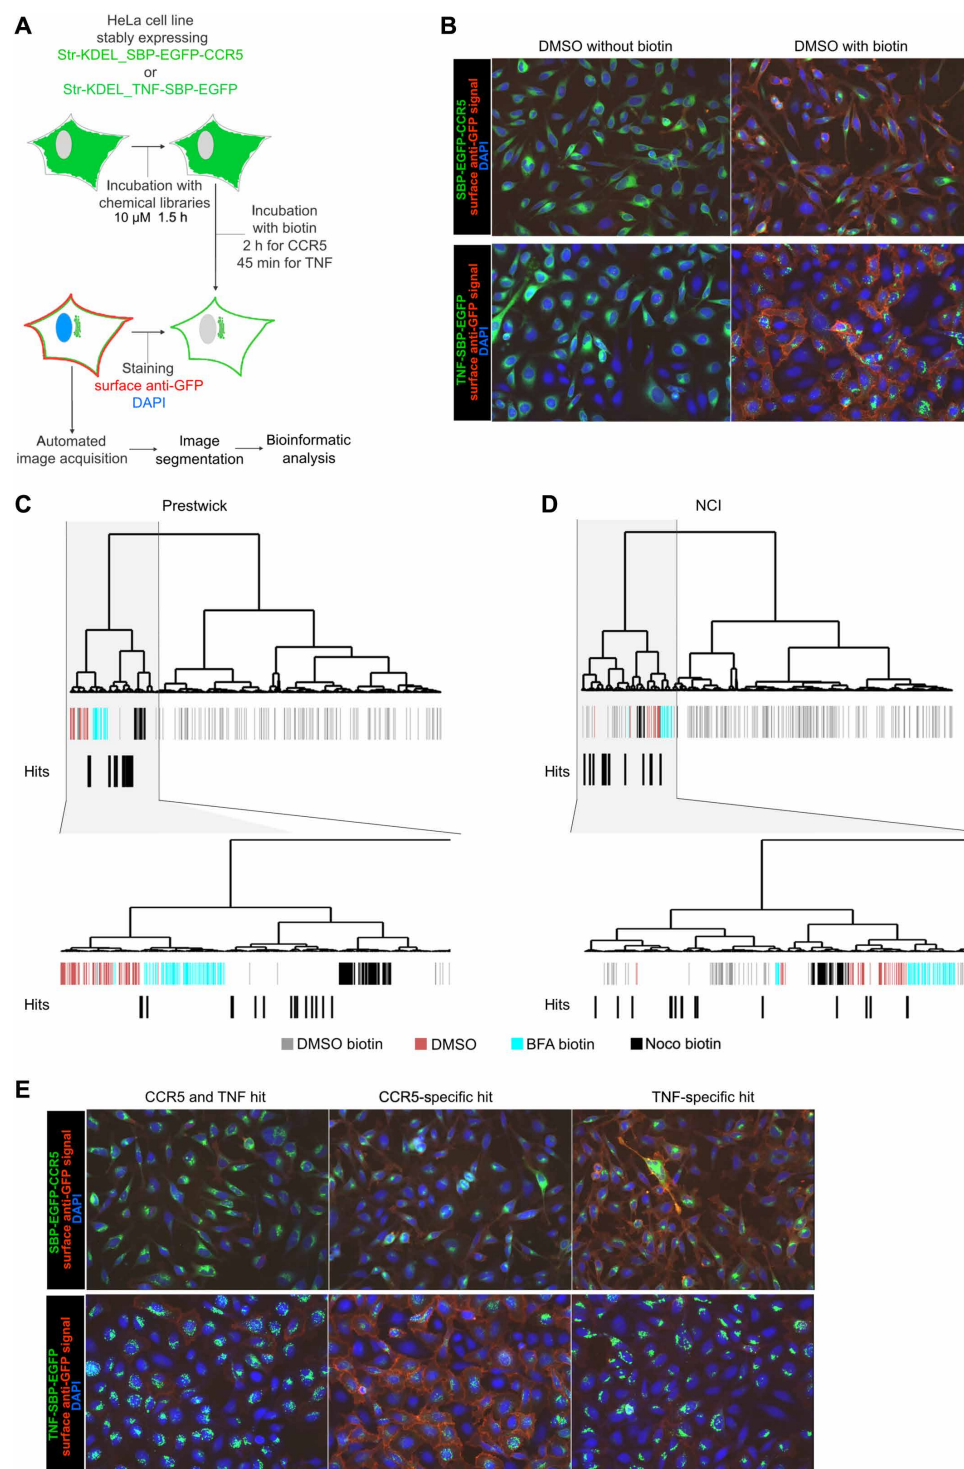 A
HeLa cell line
stably expressing
Str-KDEL_SBP-EGFP-CCR5
or
Str-KDEL_TNF-SBP-EGFP
Incubation with
chemical libraries
10 µM 1.5 h
Incubation
with biotin
2 h for CCR5
45 min for TNF
Staining
surface anti-GFP
DAPI
Automated
image acquisition
Image
segmentation
Bioinformatic
analysis
B
DMSO without biotin
DMSO with biotin
SBP-EGFP-CCR5
surface anti-GFP signal
DAPI
TNF-SBP-EGFP
surface anti-GFP signal
DAPI
C
Prestwick
Hits
Hits
D
NCI
Hits
Hits
DMSO biotin
DMSO
BFA biotin
Noco biotin
E
CCR5 and TNF hit
CCR5-specific hit
TNF-specific hit
SBP-EGFP-CCR5
surface anti-GFP signal
DAPI
TNF-SBP-EGFP
surface anti-GFP signal
DAPI